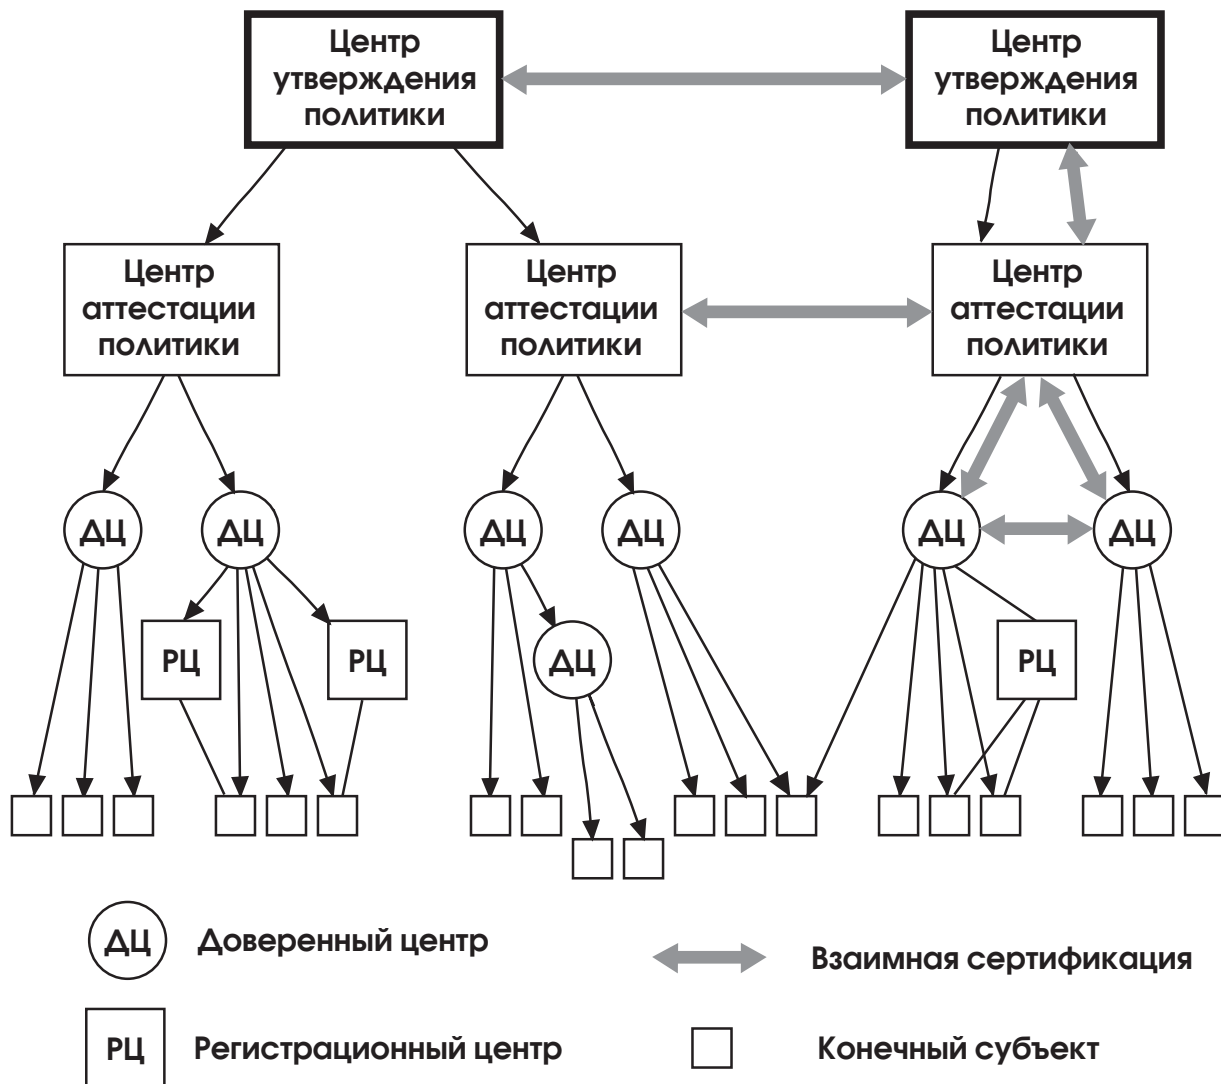 Центр
утверждения
политики
Центр
утверждения
политики
Центр
аттестации
политики
Центр
аттестации
политики
Центр
аттестации
политики
ДЦ
ДЦ
ДЦ
ДЦ
ДЦ
ДЦ
РЦ
РЦ
ДЦ
РЦ
ДЦ
Доверенный центр
Взаимная сертификация
РЦ
Регистрационный центр
Конечный субъект